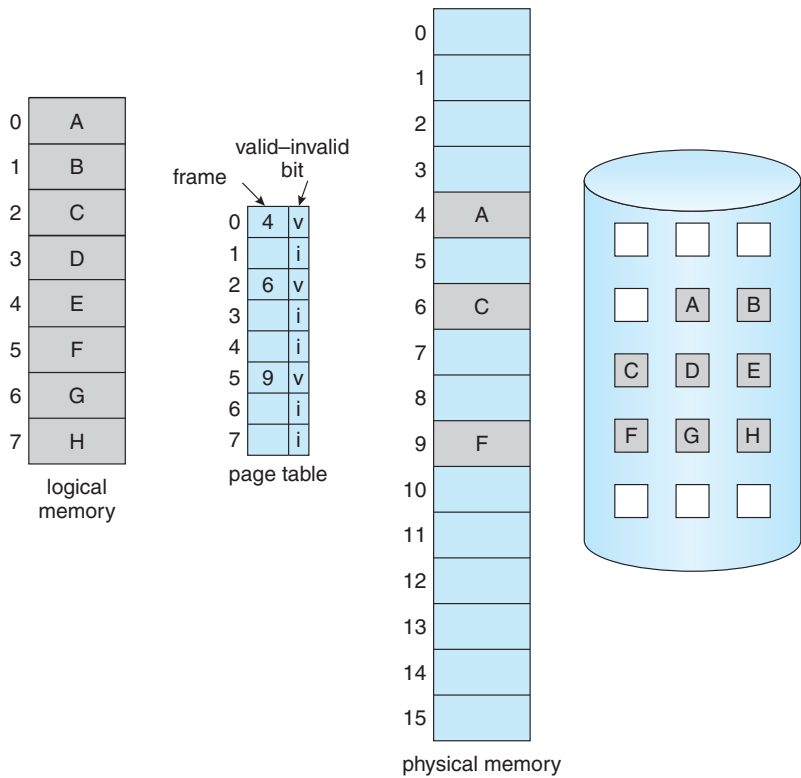 0 A
1 B
2 C
3 D
4 E
5 F
6 G
7 H
logical
memory
valid–invalid
bit
frame
0 4 v
1 i
2 6 v
3 i
4 i
5 9 v
6 i
7 i
page table
0
1
2
3
4 A
5
6 C
7
8
9 F
10
11
12
13
14
15
physical memory
A B
C D E
F G H